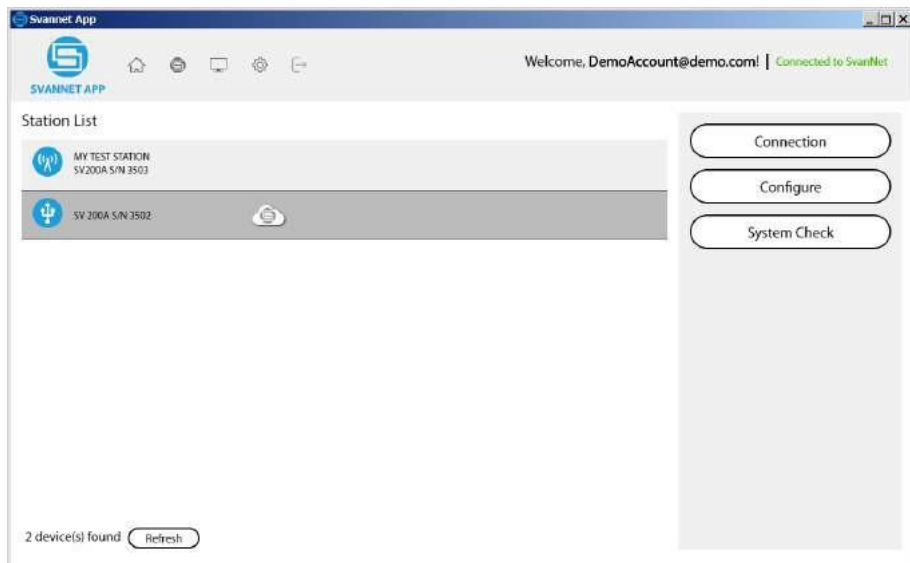 Svannet App
SVANNET APP
Welcome, DemoAccount@demo.com! | Connected to SvanNet
Station List
MY TEST STATION
SV200A S/N 3503
SV 200A S/N 3502
Connection
Configure
System Check
2 device(s) found
Refresh